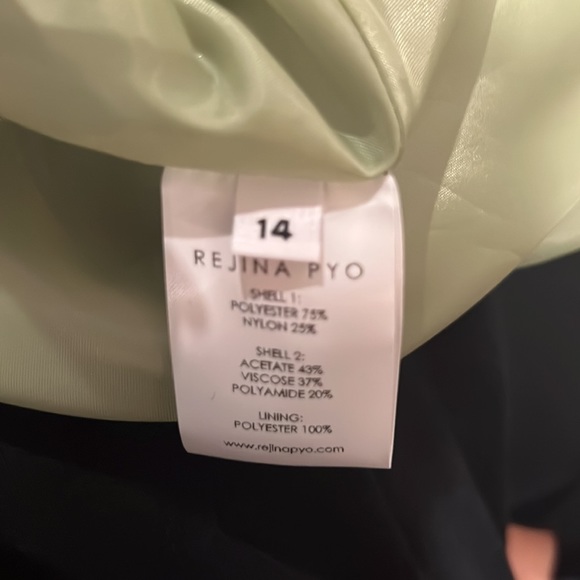 14
REJINA PYO
SHELL 1:
POLYESTER 75%
NYLON 25%
SHELL 2:
ACETATE 43%
VISCOSE 37%
POLYAMIDE 20%
LINING:
POLYESTER 100%
www.rejinapyo.com